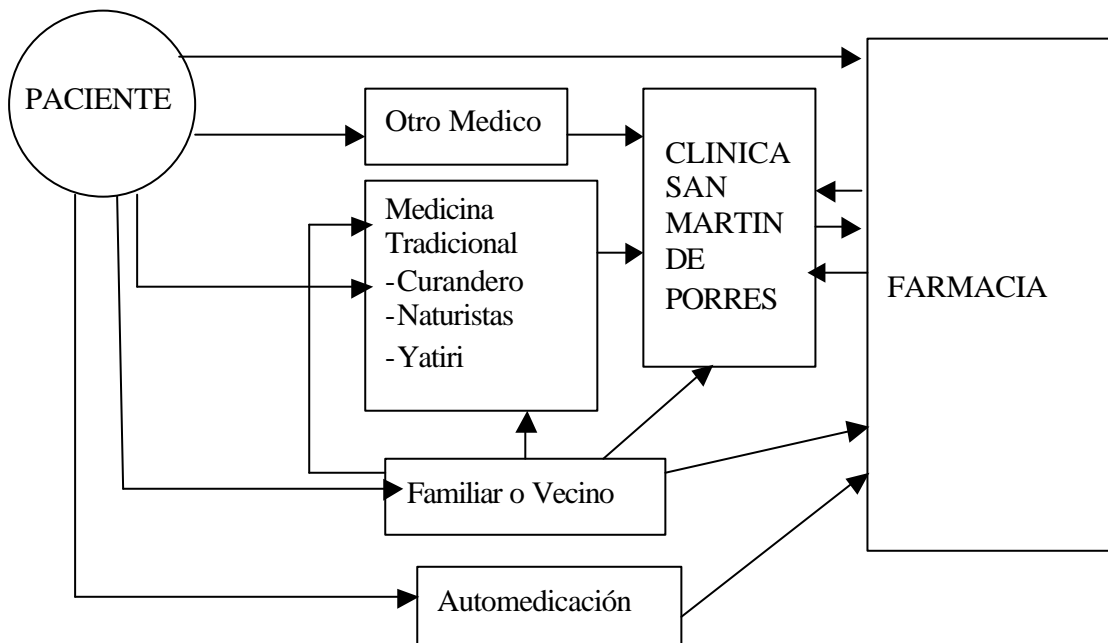 PACIENTE
Otro Medico
Medicina
Tradicional
-Curandero
-Naturistas
-Yatiri
CLINICA
SAN
MARTIN
DE
PORRES
FARMACIA
Familiar o Vecino
Automedicación